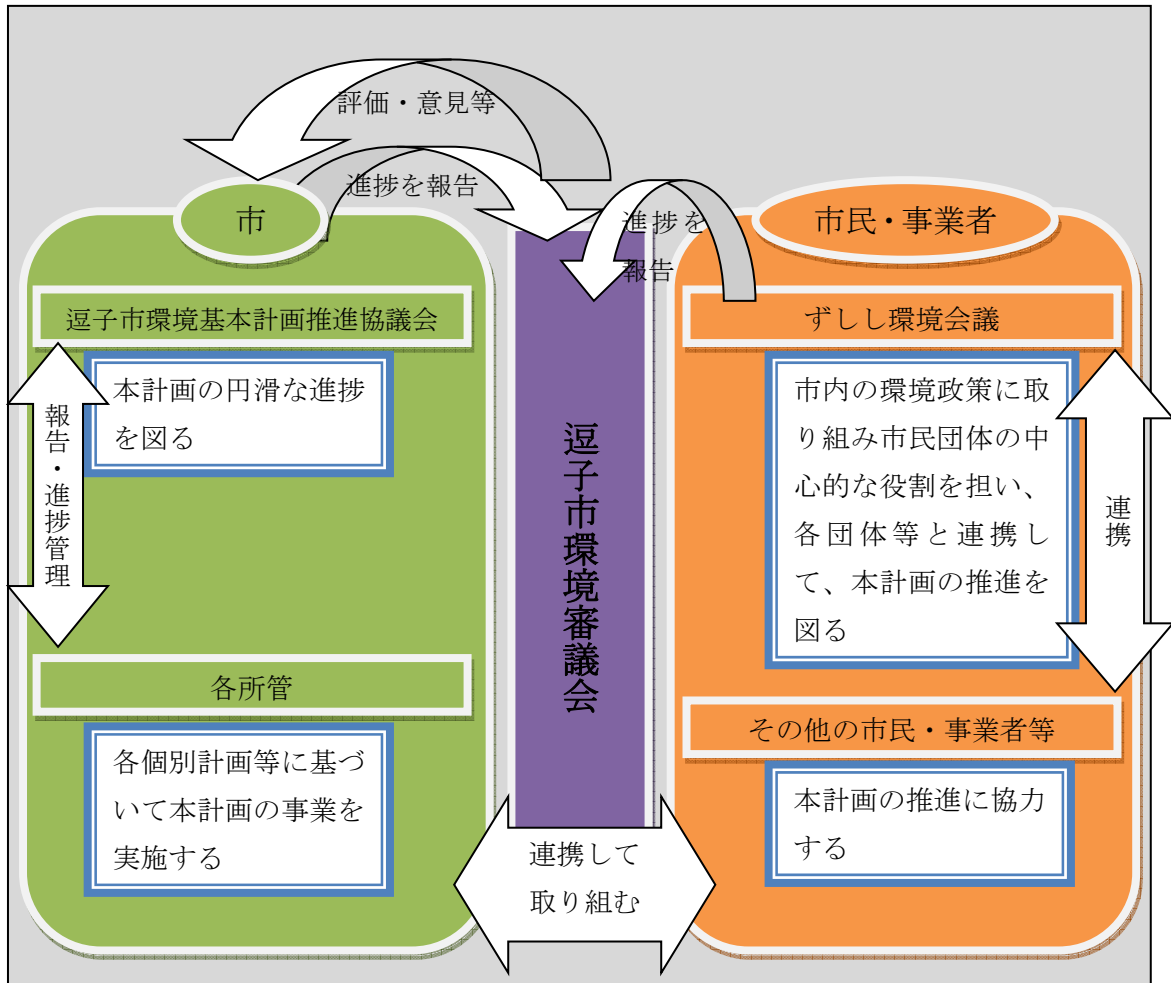 評価・意見等
進捗を報告
進捗を
報告
市
市民・事業者
逗子市環境基本計画推進協議会
本計画の円滑な進捗
を図る
報告・進捗管理
各所管
各個別計画等に基づ
いて本計画の事業を
実施する
逗子市環境審議会
ずしし環境会議
市内の環境政策に取
り組み市民団体の中
心的な役割を担い、
各団体等と連携し
て、本計画の推進を
図る
連携
その他の市民・事業者等
本計画の推進に協力
する
連携して
取り組む